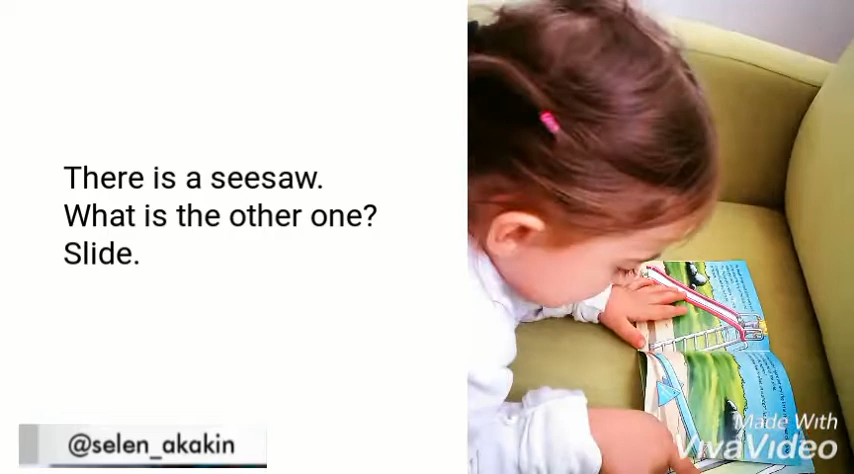 There is a seesaw.
What is the other one?
Slide.
@selen_akakin
Made With
VivaVideo